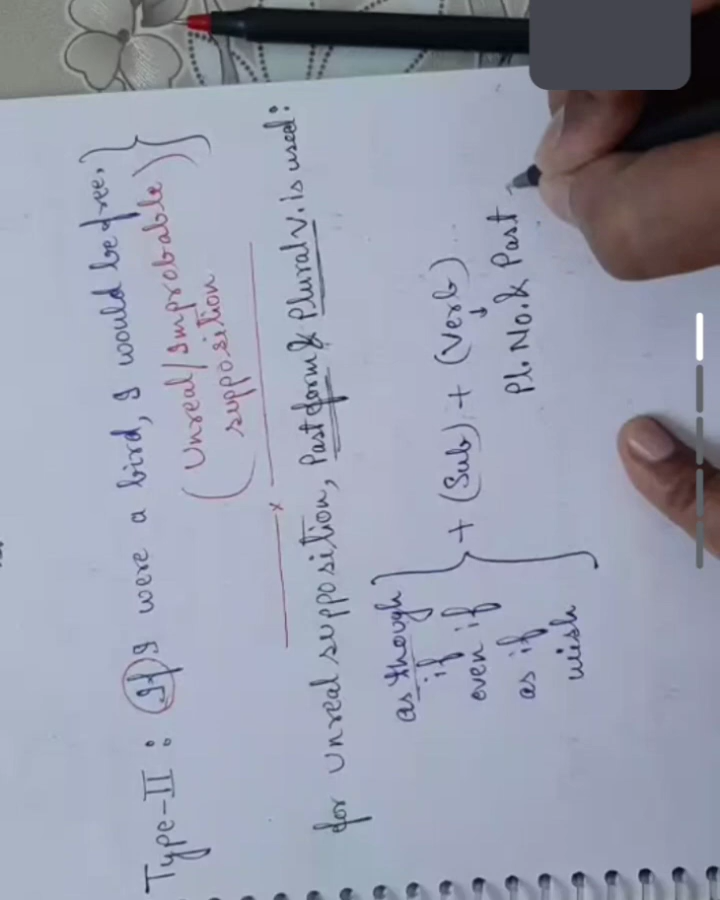 Type-II : If I were a bird, I would be free. }
(Unreal/Improbable supposition)
x
for unreal supposition, Past form & Plural v. is used :
as though
if
even if
as if
wish
} + (Sub) + (Verb)
Pl. No. & Past